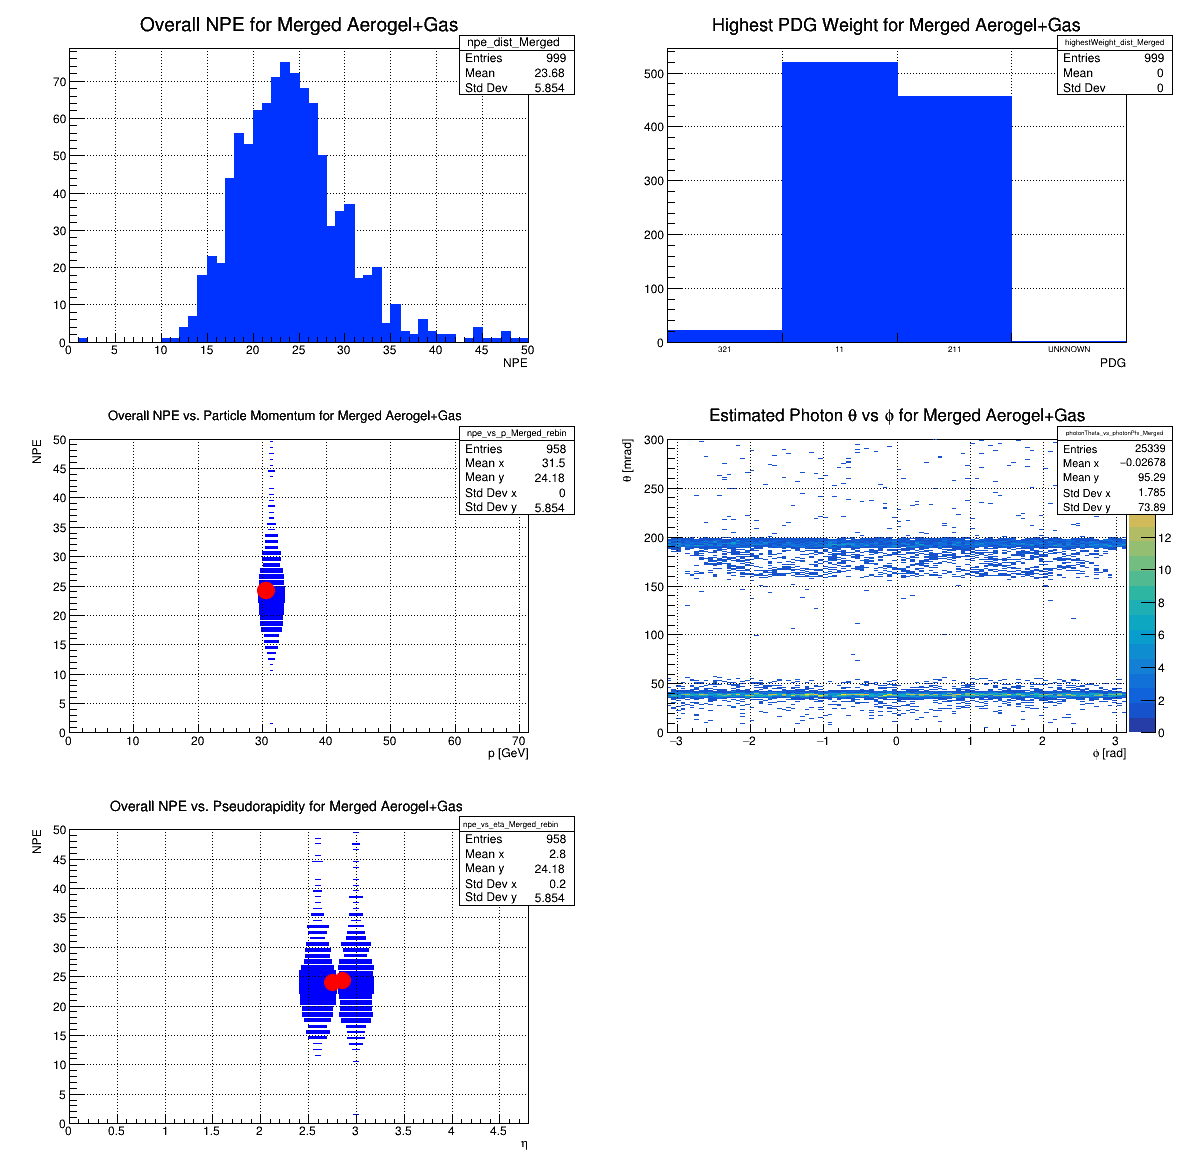 Overall NPE for Merged Aerogel+Gas
npe_dist_Merged
Entries 999
Mean 23.68
Std Dev 5.854
70
60
50
40
30
20
10
0
0 5 10 15 20 25 30 35 40 45 50
NPE
Highest PDG Weight for Merged Aerogel+Gas
highestWeight_dist_Merged
Entries 999
Mean 0
Std Dev 0
500
400
300
200
100
0
321 11 211 UNKNOWN
PDG
Overall NPE vs. Particle Momentum for Merged Aerogel+Gas
npe_vs_p_Merged_rebin
Entries 958
Mean x 31.5
Mean y 24.18
Std Dev x 0
Std Dev y 5.854
NPE
50
45
40
35
30
25
20
15
10
5
0
0 10 20 30 40 50 60 70
p [GeV]
Estimated Photon θ vs ϕ for Merged Aerogel+Gas
photonTheta_vs_photonPhi_Merged
Entries 25339
Mean x −0.02678
Mean y 95.29
Std Dev x 1.785
Std Dev y 73.89
θ [mrad]
300
250
200
150
100
50
0
−3 −2 −1 0 1 2 3
ϕ [rad]
12
10
8
6
4
2
0
Overall NPE vs. Pseudorapidity for Merged Aerogel+Gas
npe_vs_eta_Merged_rebin
Entries 958
Mean x 2.8
Mean y 24.18
Std Dev x 0.2
Std Dev y 5.854
NPE
50
45
40
35
30
25
20
15
10
5
0
0 0.5 1 1.5 2 2.5 3 3.5 4 4.5
η